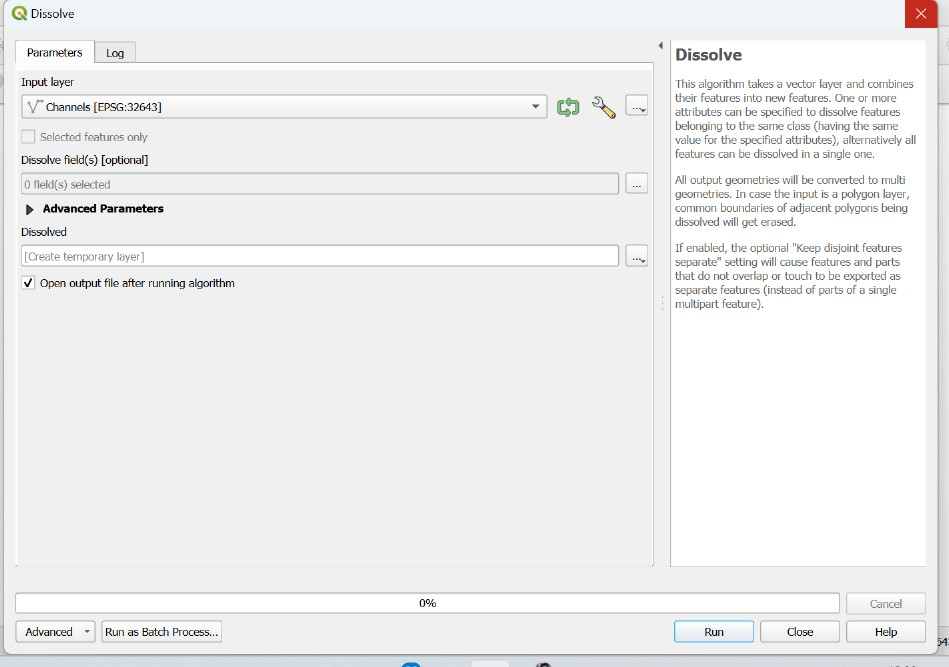 Dissolve
Parameters
Log
Input layer
Channels [EPSG:32643]
...
Selected features only
Dissolve field(s) [optional]
0 field(s) selected
...
Advanced Parameters
Dissolved
[Create temporary layer]
...
Open output file after running algorithm
Dissolve
This algorithm takes a vector layer and combines
their features into new features. One or more
attributes can be specified to dissolve features
belonging to the same class (having the same
value for the specified attributes), alternatively all
features can be dissolved in a single one.
All output geometries will be converted to multi
geometries. In case the input is a polygon layer,
common boundaries of adjacent polygons being
dissolved will get erased.
If enabled, the optional "Keep disjoint features
separate" setting will cause features and parts
that do not overlap or touch to be exported as
separate features (instead of parts of a single
multipart feature).
0%
Cancel
Advanced
Run as Batch Process...
Run
Close
Help